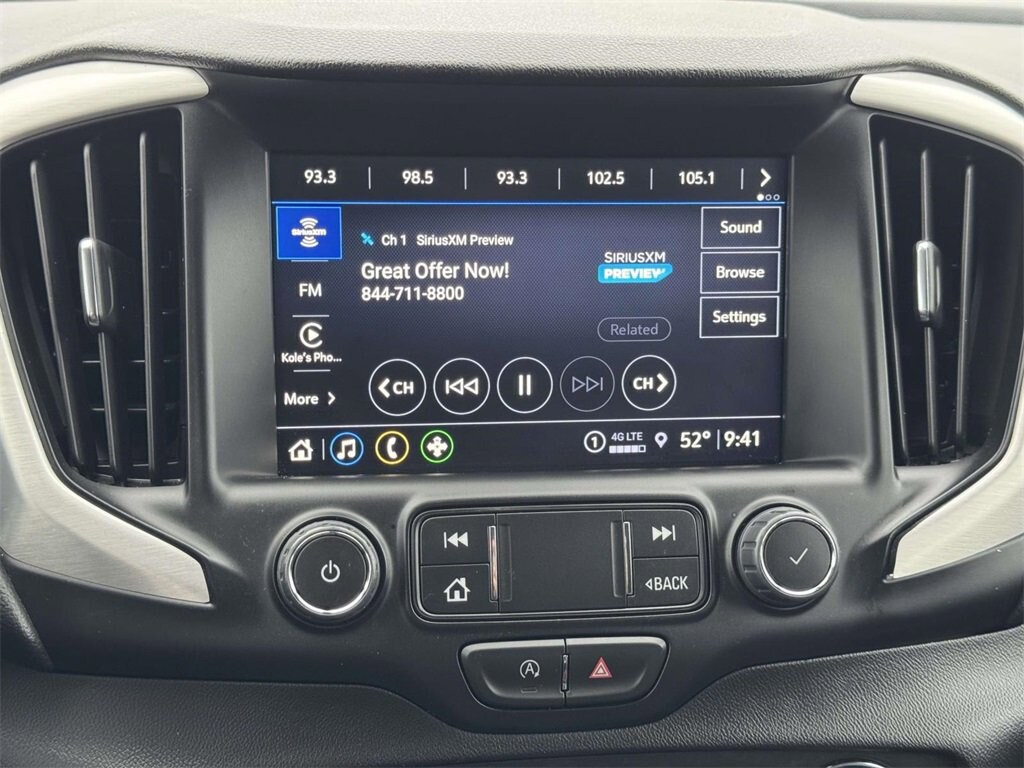 93.3 98.5 93.3 102.5 105.1
SiriusXM
Ch 1 SiriusXM Preview
Great Offer Now!
844-711-8800
SIRIUSXM
PREVIEW
Related
Sound
Browse
Settings
FM
Kole's Pho...
More
CH
CH
1 4G LTE 52° 9:41
BACK
A